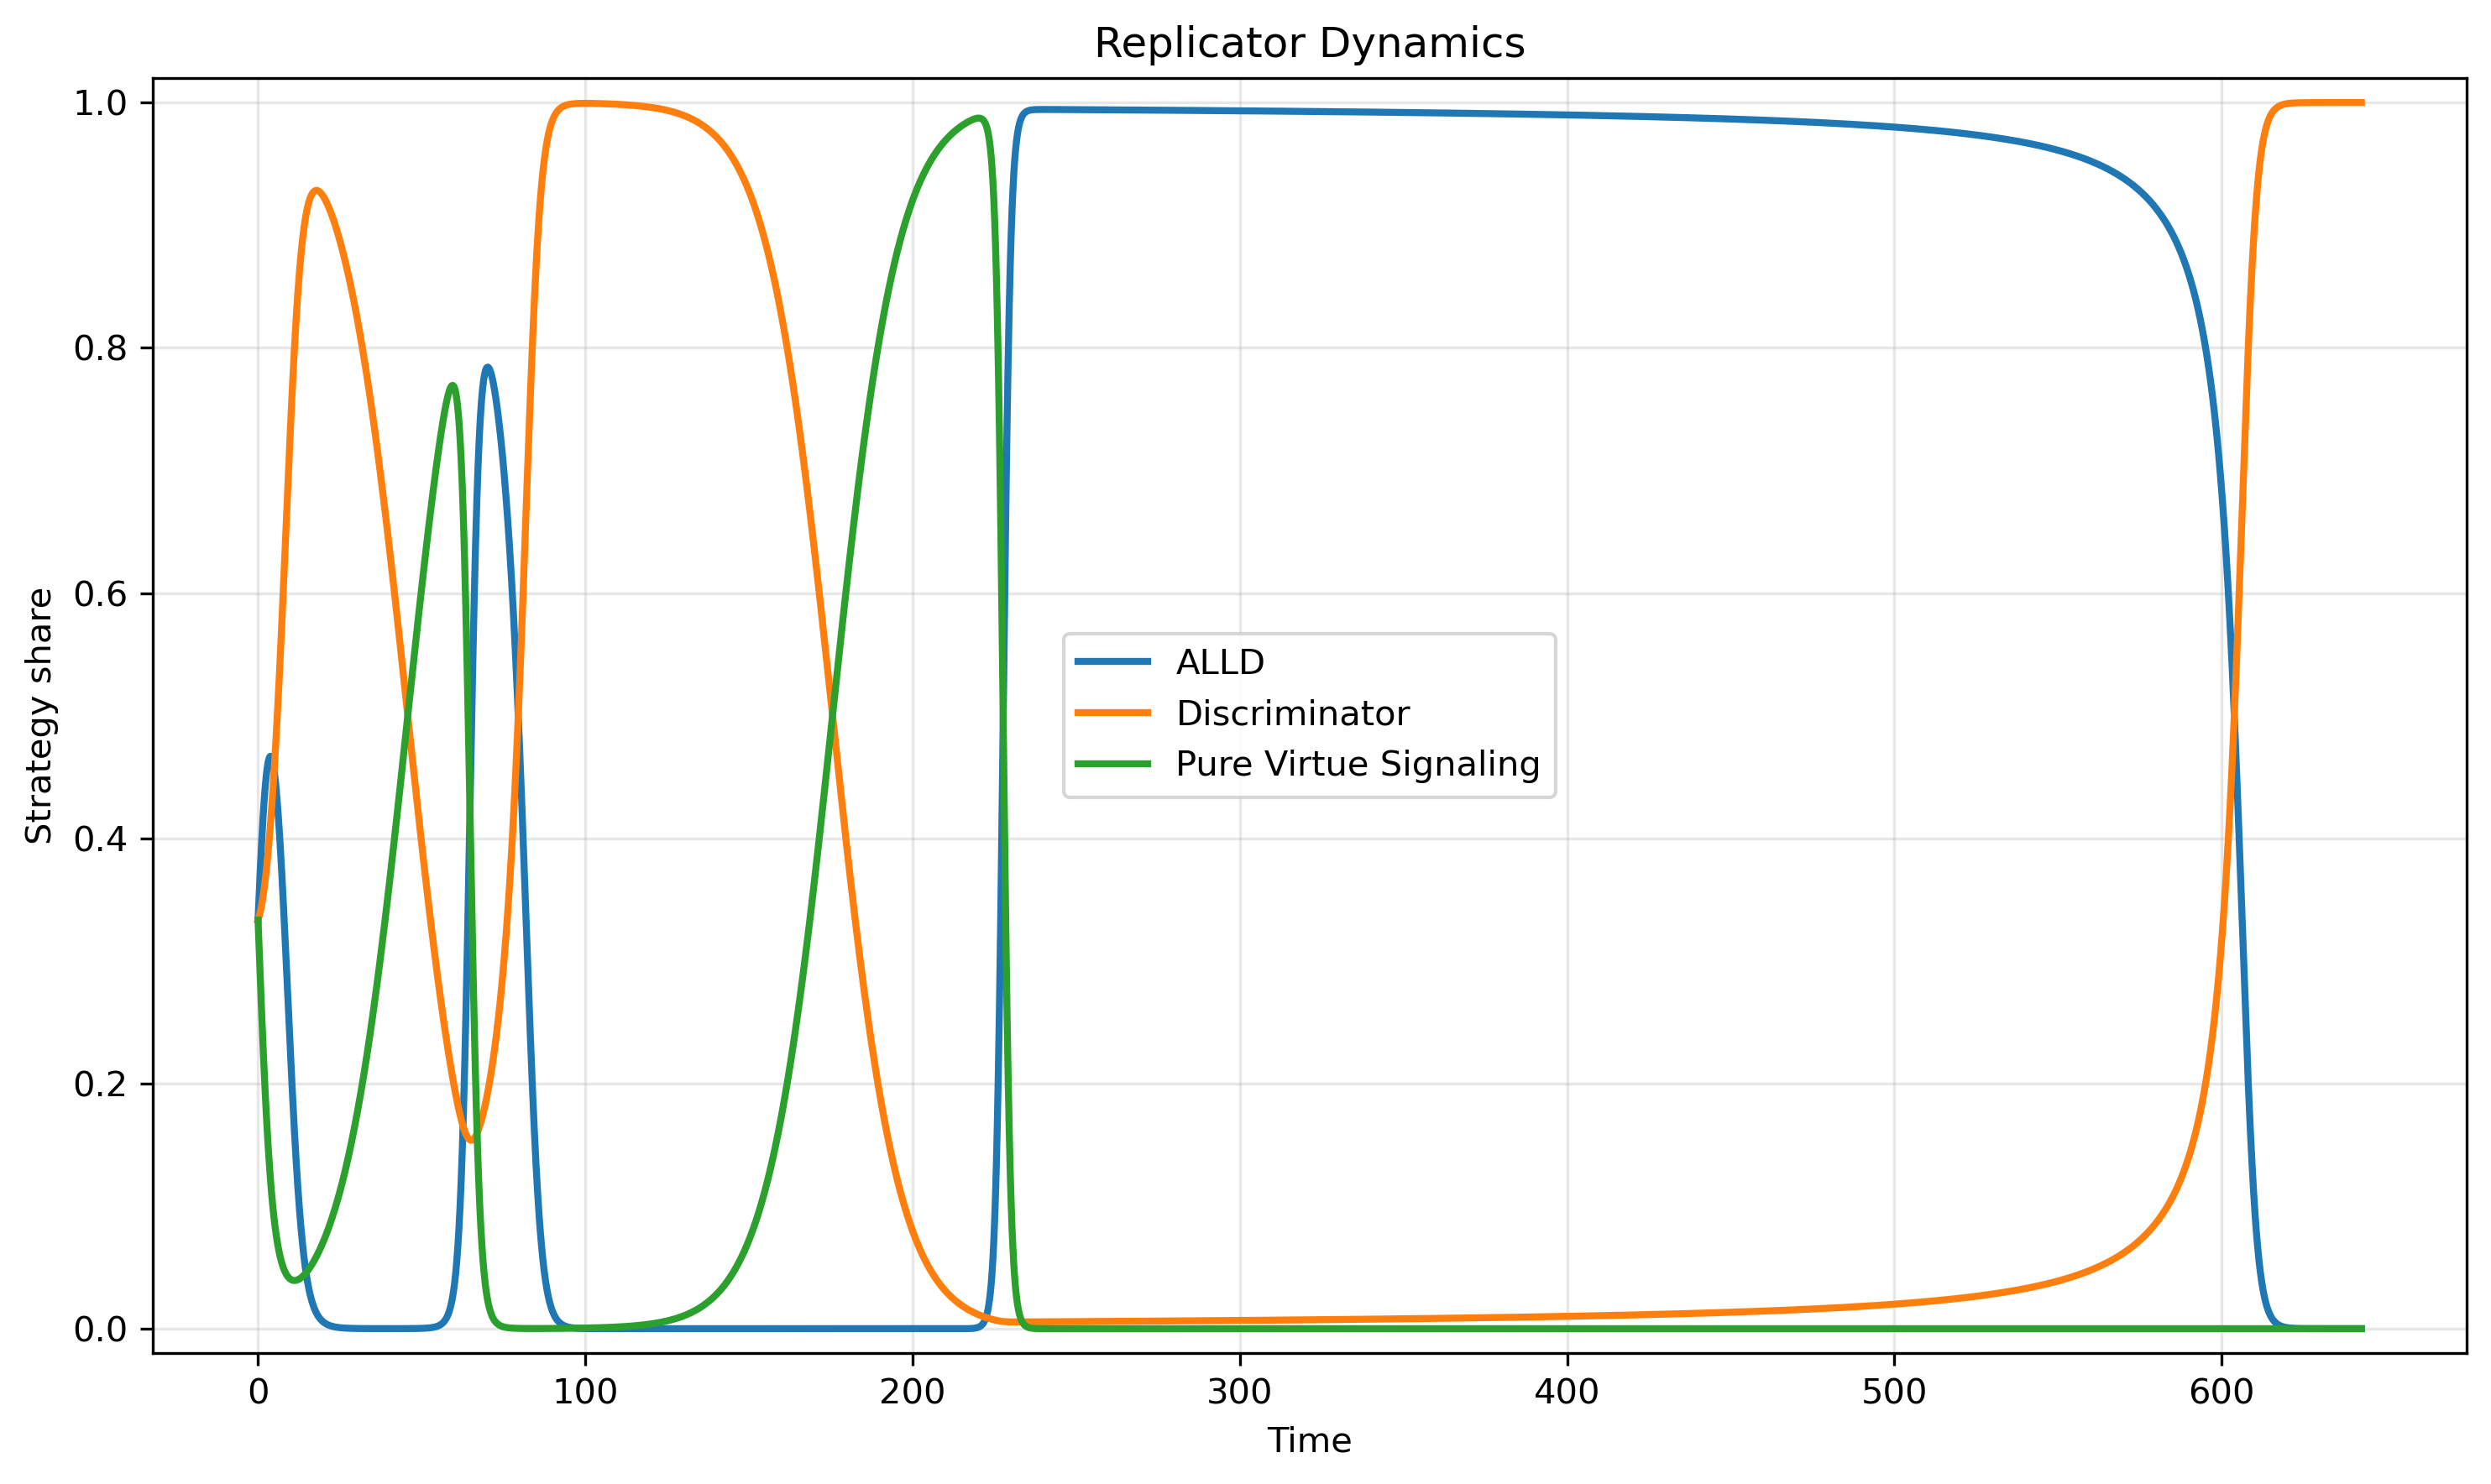 Replicator Dynamics
1.0
0.8
0.6
0.4
0.2
0.0
Strategy share
ALLD
Discriminator
Pure Virtue Signaling
0 100 200 300 400 500 600
Time